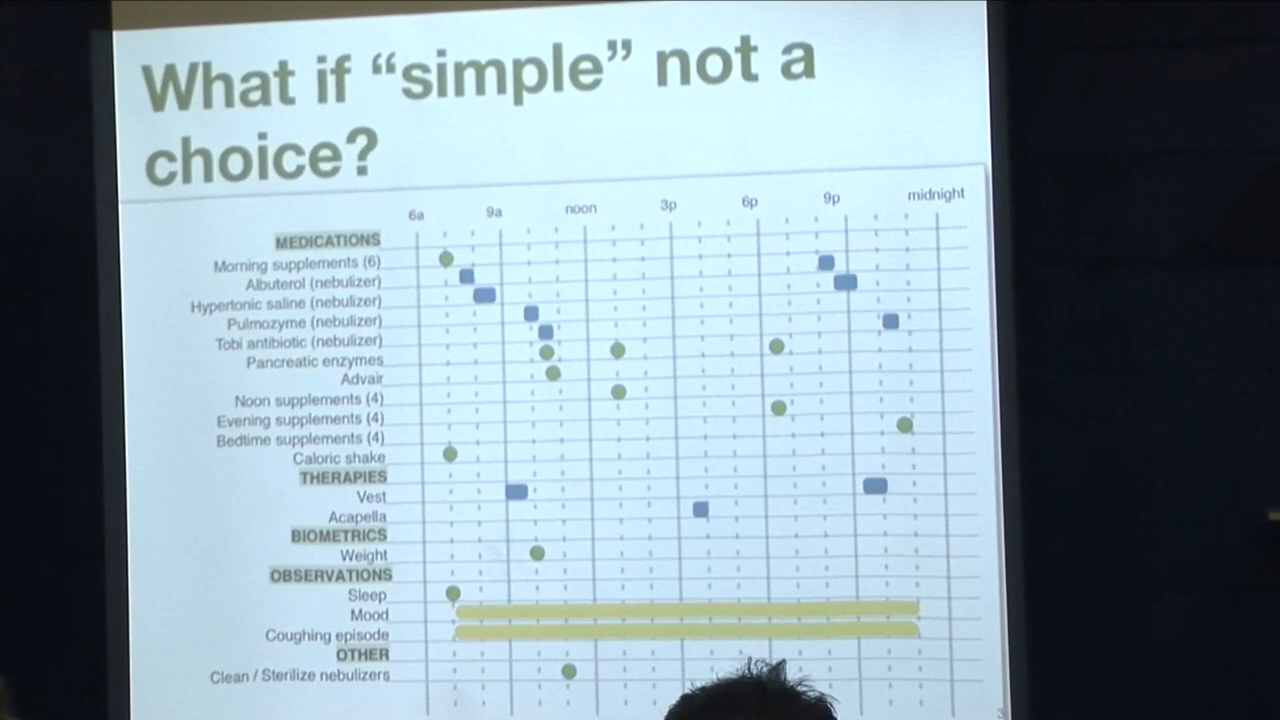 What if “simple” not a
choice?
6a 9a noon 3p 6p 9p midnight
MEDICATIONS
Morning supplements (6)
Albuterol (nebulizer)
Hypertonic saline (nebulizer)
Pulmozyme (nebulizer)
Tobi antibiotic (nebulizer)
Pancreatic enzymes
Advair
Noon supplements (4)
Evening supplements (4)
Bedtime supplements (4)
Caloric shake
THERAPIES
Vest
Acapella
BIOMETRICS
Weight
OBSERVATIONS
Sleep
Mood
Coughing episode
OTHER
Clean / Sterilize nebulizers